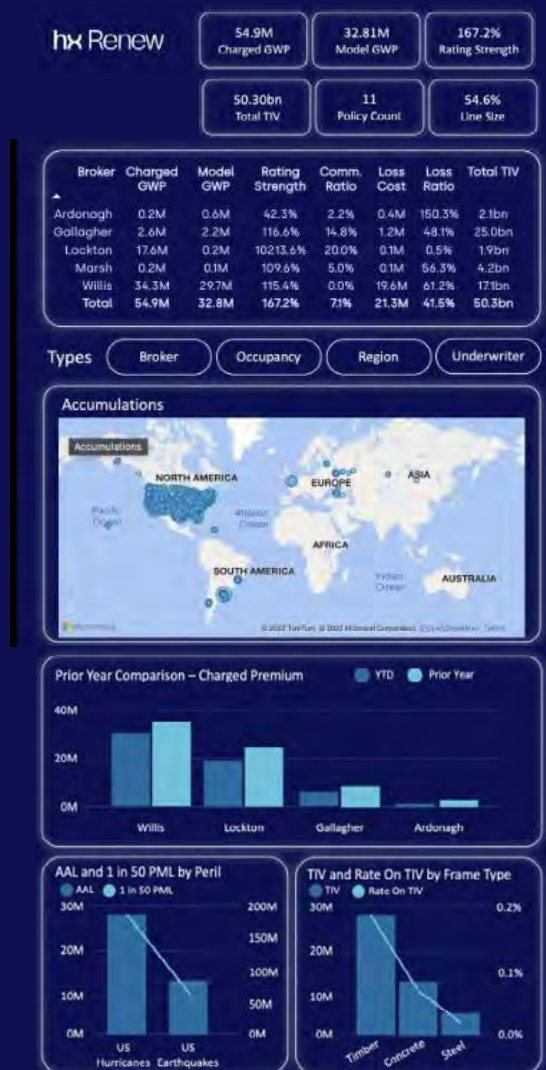 hx Renew
54.9M
Charged GWP
32.81M
Model GWP
167.2%
Rating Strength
50.30bn
Total TIV
11
Policy Count
54.6%
Line Size
Broker Charged GWP Model GWP Rating Strength Comm. Ratio Loss Cost Loss Ratio Total TIV
Ardonagh 0.2M 0.6M 42.3% 2.2% 0.4M 150.3% 2.1bn
Gallagher 2.6M 2.2M 116.6% 14.8% 1.2M 48.1% 25.0bn
Lockton 17.6M 0.2M 10213.6% 20.0% 0.1M 0.5% 1.9bn
Marsh 0.2M 0.1M 109.6% 5.0% 0.1M 56.3% 4.2bn
Willis 34.3M 29.7M 115.4% 0.0% 19.6M 61.2% 17.1bn
Total 54.9M 32.8M 167.2% 7.1% 21.3M 41.5% 50.3bn
Types Broker Occupancy Region Underwriter
Accumulations
Accumulations
NORTH AMERICA
EUROPE
ASIA
Pacific
Ocean
Atlantic
Ocean
AFRICA
SOUTH AMERICA
Indian
Ocean
AUSTRALIA
Prior Year Comparison – Charged Premium
YTD Prior Year
40M
20M
0M
Willis Lockton Gallagher Ardonagh
AAL and 1 in 50 PML by Peril
AAL 1 in 50 PML
30M 200M
150M
20M
100M
10M
50M
0M 0M
US Hurricanes US Earthquakes
TIV and Rate On TIV by Frame Type
TIV Rate On TIV
30M 0.2%
20M
0.1%
10M
0M 0.0%
Timber Concrete Steel